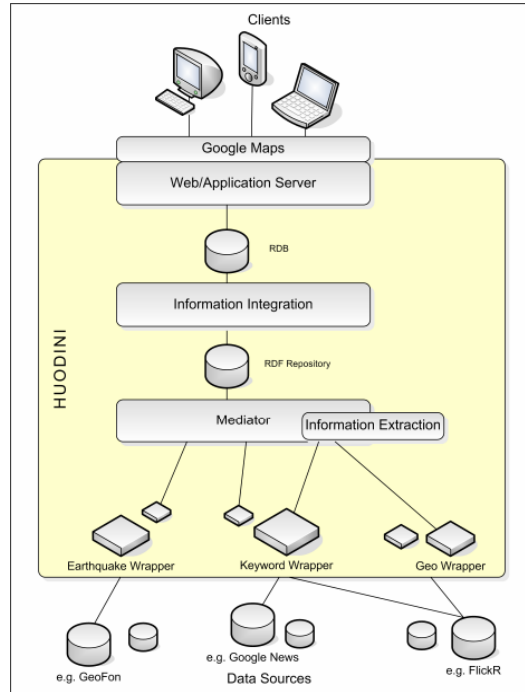 Clients
Google Maps
Web/Application Server
RDB
Information Integration
RDF Repository
HUODINI
Mediator
Information Extraction
Earthquake Wrapper
Keyword Wrapper
Geo Wrapper
e.g. GeoFon
e.g. Google News
e.g. FlickR
Data Sources